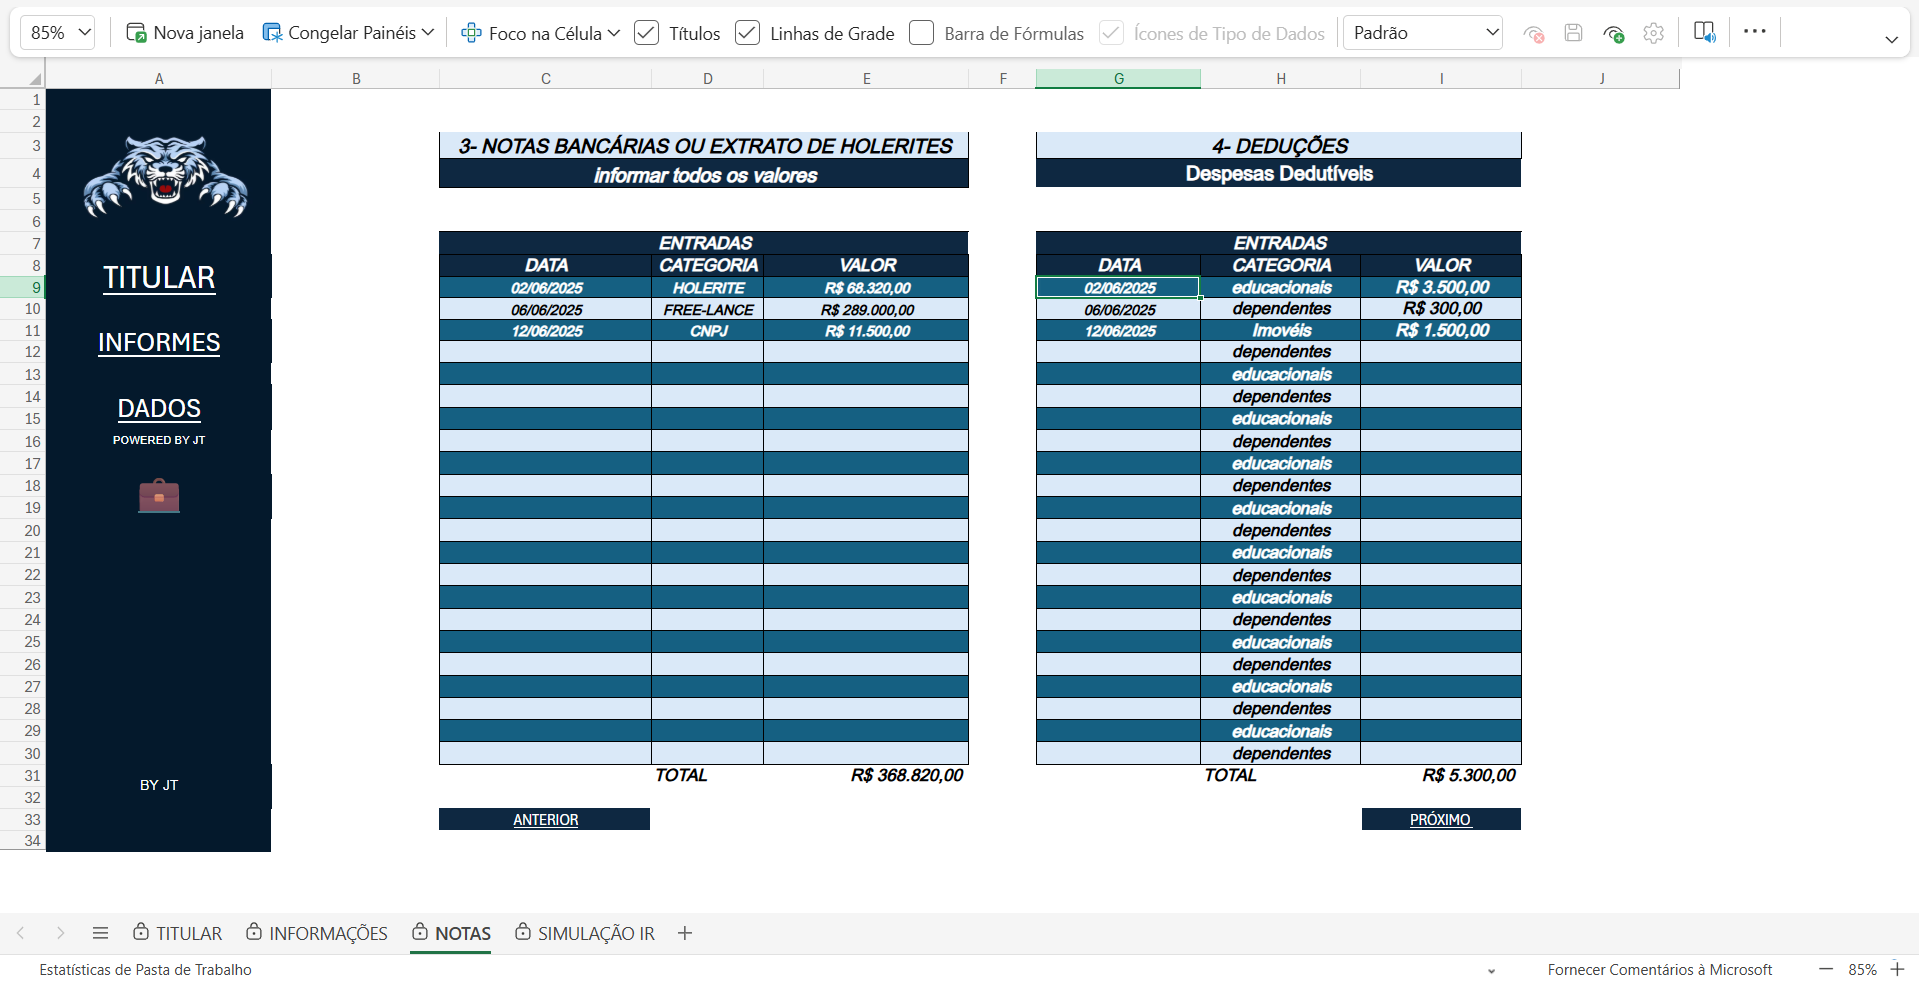 85%
Nova janela
Congelar Painéis
Foco na Célula
Títulos
Linhas de Grade
Barra de Fórmulas
Ícones de Tipo de Dados
Padrão
A B C D E F G H I J
1
2
3 3- NOTAS BANCÁRIAS OU EXTRATO DE HOLERITES 4- DEDUÇÕES
4 informar todos os valores Despesas Dedutíveis
5
6
7 ENTRADAS ENTRADAS
8 TITULAR DATA CATEGORIA VALOR DATA CATEGORIA VALOR
9 02/06/2025 HOLERITE R$ 68.320,00 02/06/2025 educacionais R$ 3.500,00
10 06/06/2025 FREE-LANCE R$ 289.000,00 06/06/2025 dependentes R$ 300,00
11 INFORMES 12/06/2025 CNPJ R$ 11.500,00 12/06/2025 Imovéis R$ 1.500,00
12 dependentes
13 educacionais
14 DADOS dependentes
15 educacionais
16 POWERED BY JT dependentes
17 educacionais
18 dependentes
19 educacionais
20 dependentes
21 educacionais
22 dependentes
23 educacionais
24 dependentes
25 educacionais
26 dependentes
27 educacionais
28 dependentes
29 educacionais
30 dependentes
31 BY JT TOTAL R$ 368.820,00 TOTAL R$ 5.300,00
32
33 ANTERIOR PRÓXIMO
34
TITULAR INFORMAÇÕES NOTAS SIMULAÇÃO IR
Estatísticas de Pasta de Trabalho Fornecer Comentários à Microsoft 85%